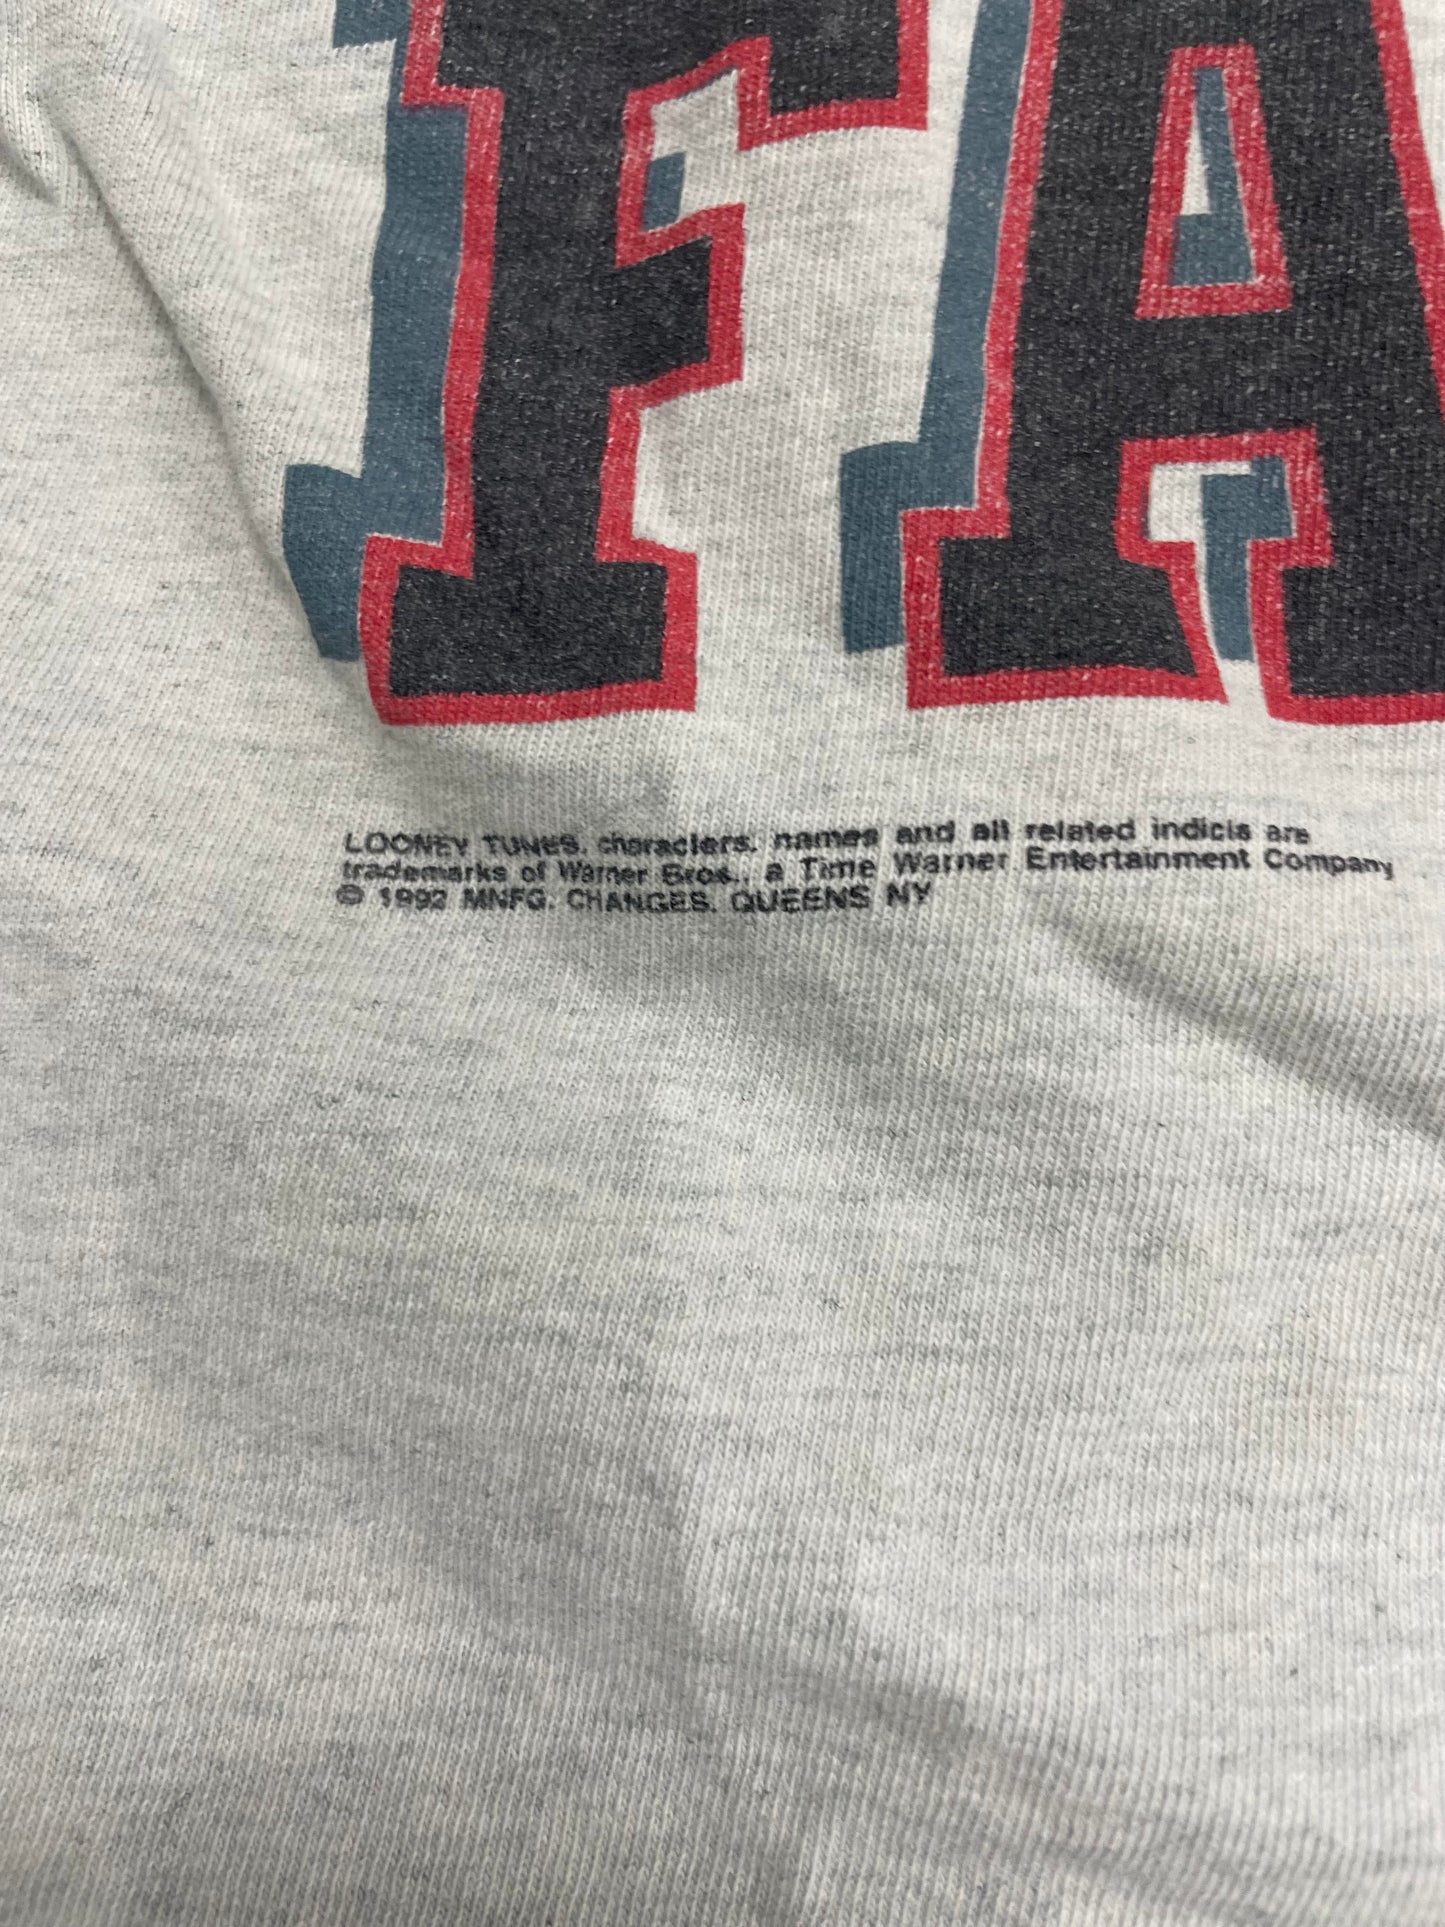 FA
LOONEY TUNES, characters, names and all related indicis are
trademarks of Warner Bros., a Time Warner Entertainment Company
© 1992 MNFG. CHANGES. QUEENS NY